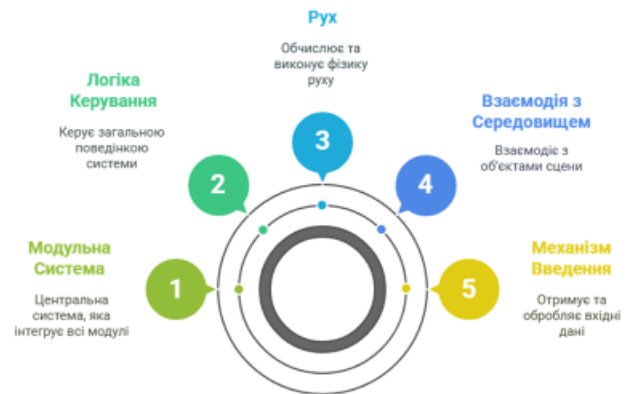 Модульна
Система
Центральна
система, яка
інтегрує всі модулі
1
Логіка
Керування
Керує загальною
поведінкою
системи
2
Рух
Обчислює та
виконує фізику
руху
3
Взаємодія з
Середовищем
Взаємодіє з
об'єктами сцени
4
Механізм
Введення
Отримує та
обробляє вхідні
дані
5